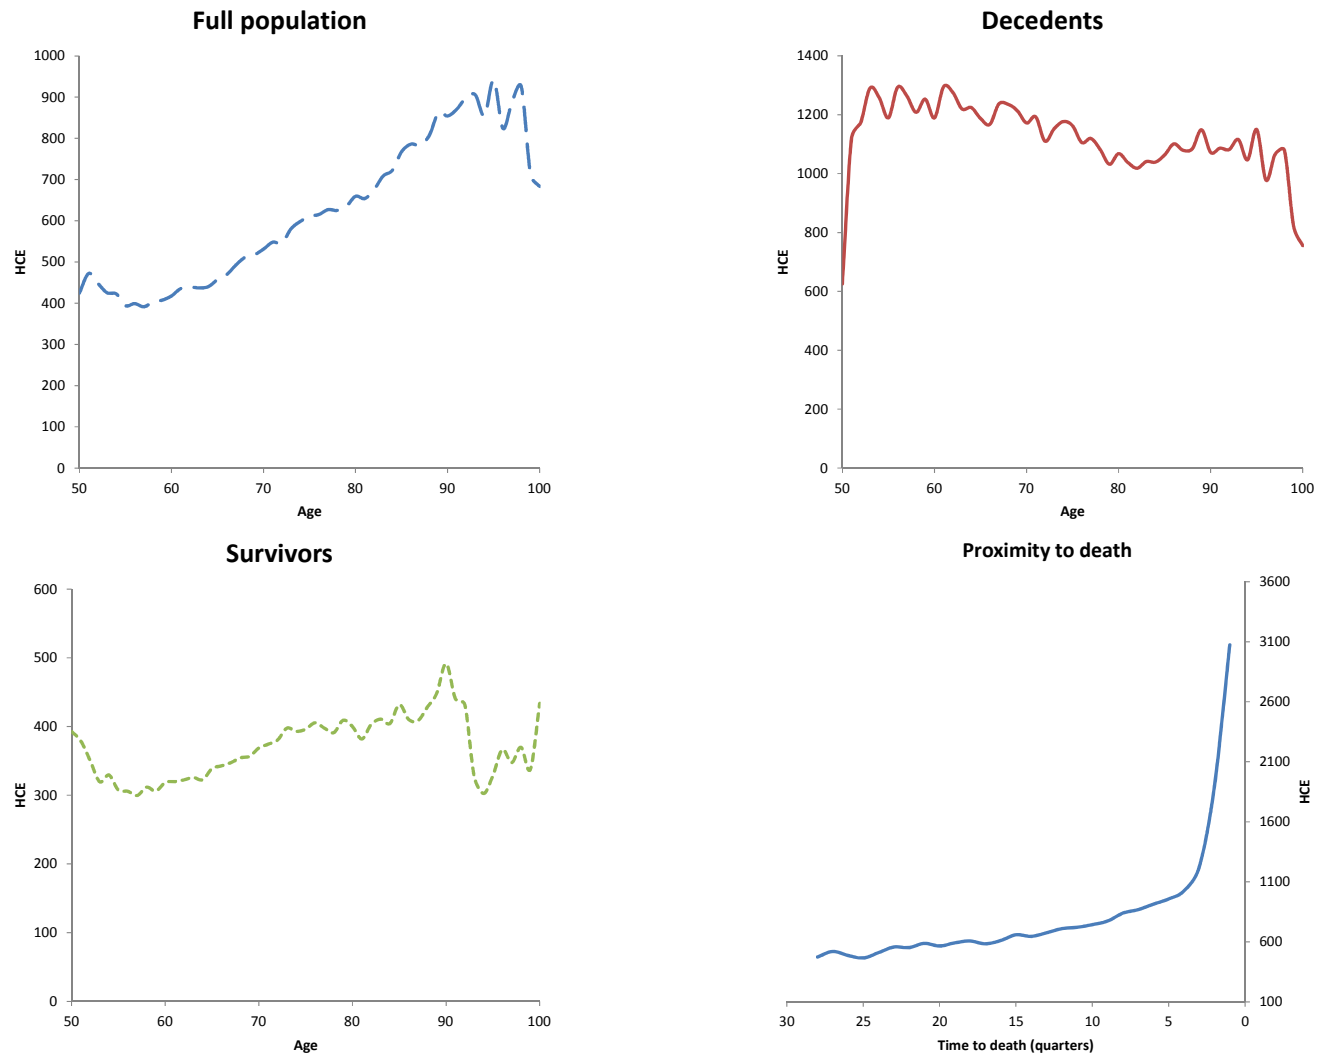 Full population
1000
900
800
700
600
500
400
300
200
100
0
HCE
50 60 70 80 90 100
Age
Decedents
1400
1200
1000
800
600
400
200
0
HCE
50 60 70 80 90 100
Age
Survivors
600
500
400
300
200
100
0
HCE
50 60 70 80 90 100
Age
Proximity to death
3600
3100
2600
2100
1600
1100
600
100
HCE
30 25 20 15 10 5 0
Time to death (quarters)